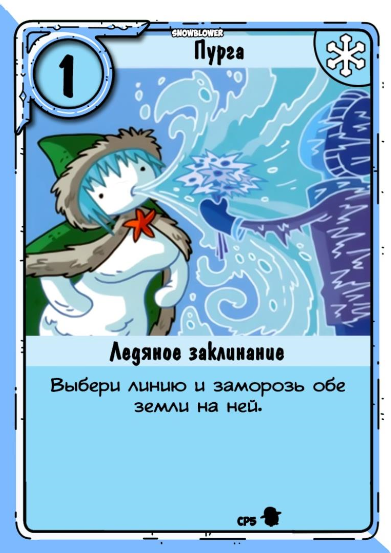 SNOWBLOWER
Пурга
1
Ледяное заклинание
Выбери линию и заморозь обе
земли на ней.
CP5